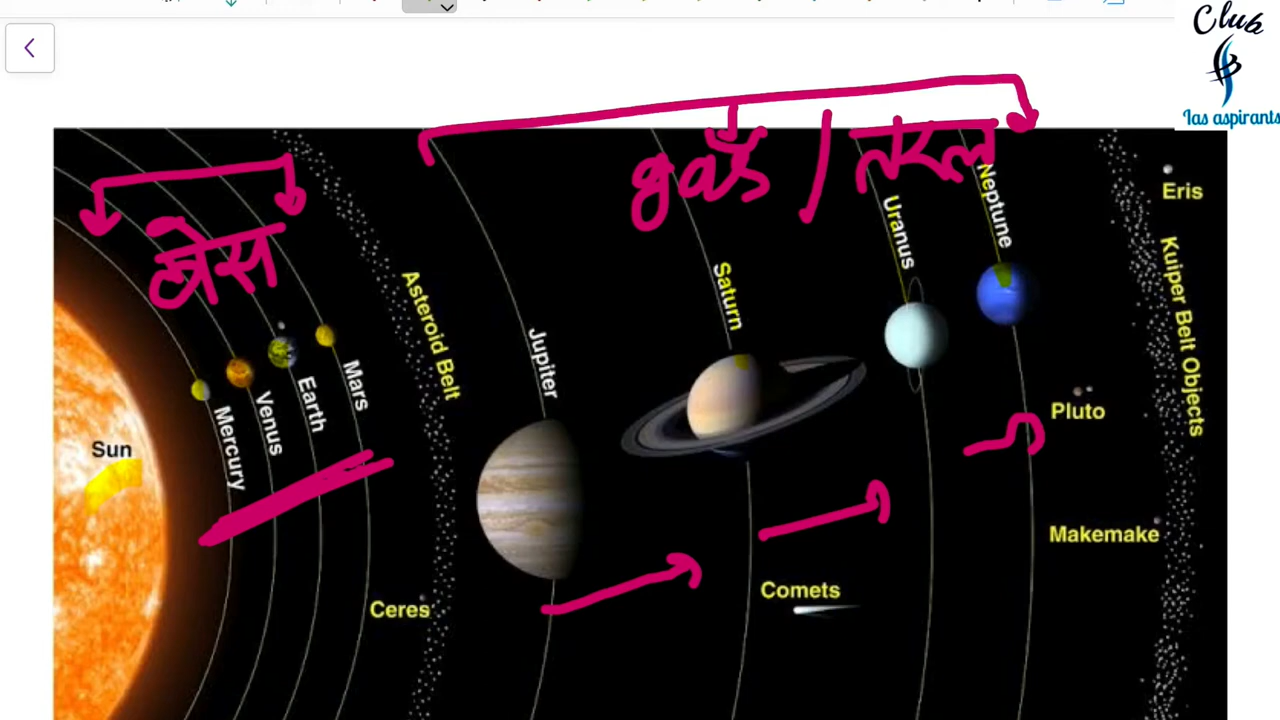 Club
Ias aspirants
gas / तरल
Eris
Neptune
Uranus
Kuiper Belt Objects
Saturn
Asteroid Belt
Jupiter
Mars
Earth
Venus
Mercury
Sun
Pluto
Makemake
Comets
Ceres